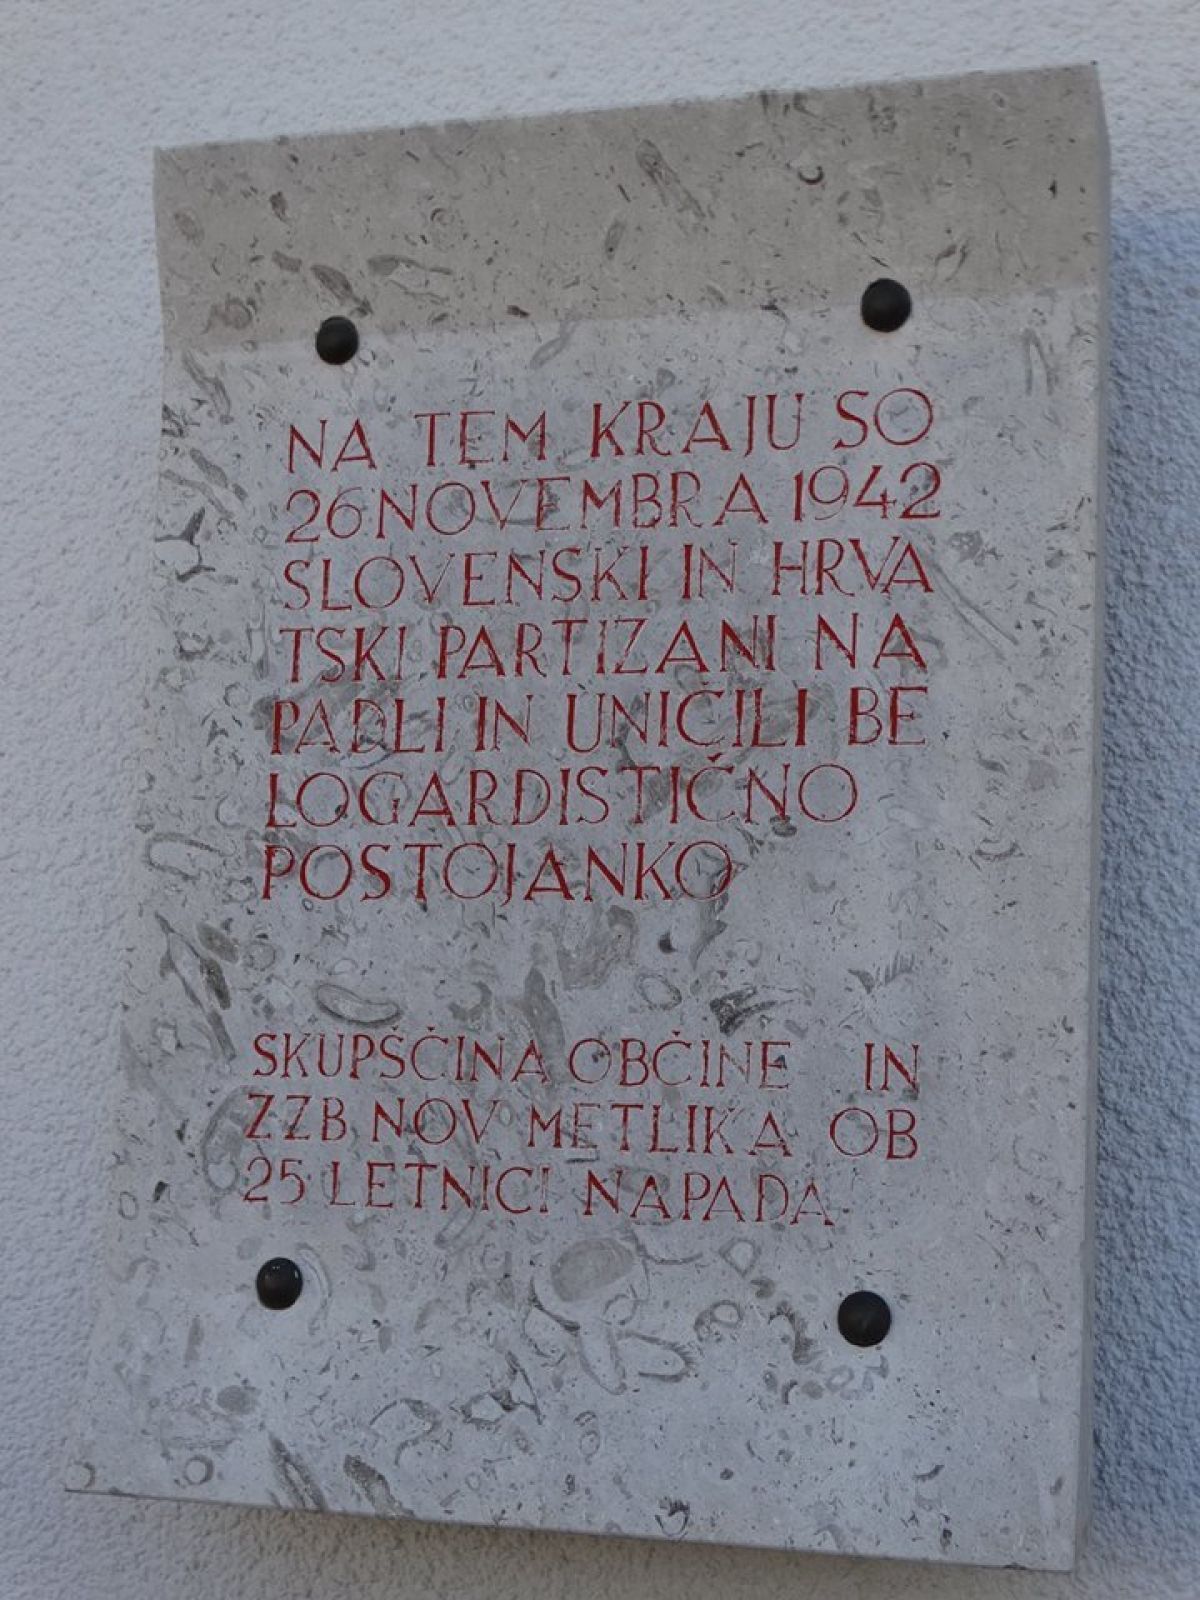 NA TEM KRAJU SO
26 NOVEMBRA 1942
SLOVENSKI IN HRVA
TSKI PARTIZANI NA
PADLI IN UNIČILI BE
LOGARDISTIČNO
POSTOJANKO
SKUPŠČINA OBČINE IN
ZZB NOV METLIKA OB
25 LETNICI NAPADA